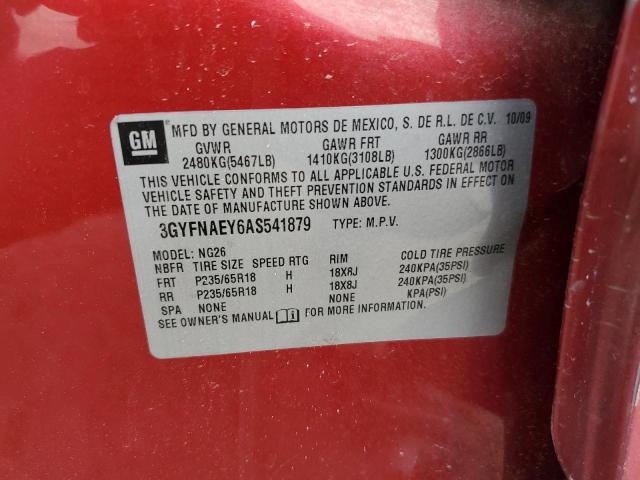 GM
MFD BY GENERAL MOTORS DE MEXICO, S. DE R.L. DE C.V. 10/09
GVWR GAWR FRT GAWR RR
2480KG(5467LB) 1410KG(3108LB) 1300KG(2866LB)
THIS VEHICLE CONFORMS TO ALL APPLICABLE U.S. FEDERAL MOTOR
VEHICLE SAFETY AND THEFT PREVENTION STANDARDS IN EFFECT ON
THE DATE OF MANUFACTURE SHOWN ABOVE.
3GYFNAEY6AS541879 TYPE: M.P.V.
MODEL: NG26
NBFR TIRE SIZE SPEED RTG RIM COLD TIRE PRESSURE
FRT P235/65R18 H 18X8J 240KPA(35PSI)
RR P235/65R18 H 18X8J 240KPA(35PSI)
SPA NONE NONE KPA(PSI)
SEE OWNER'S MANUAL FOR MORE INFORMATION.